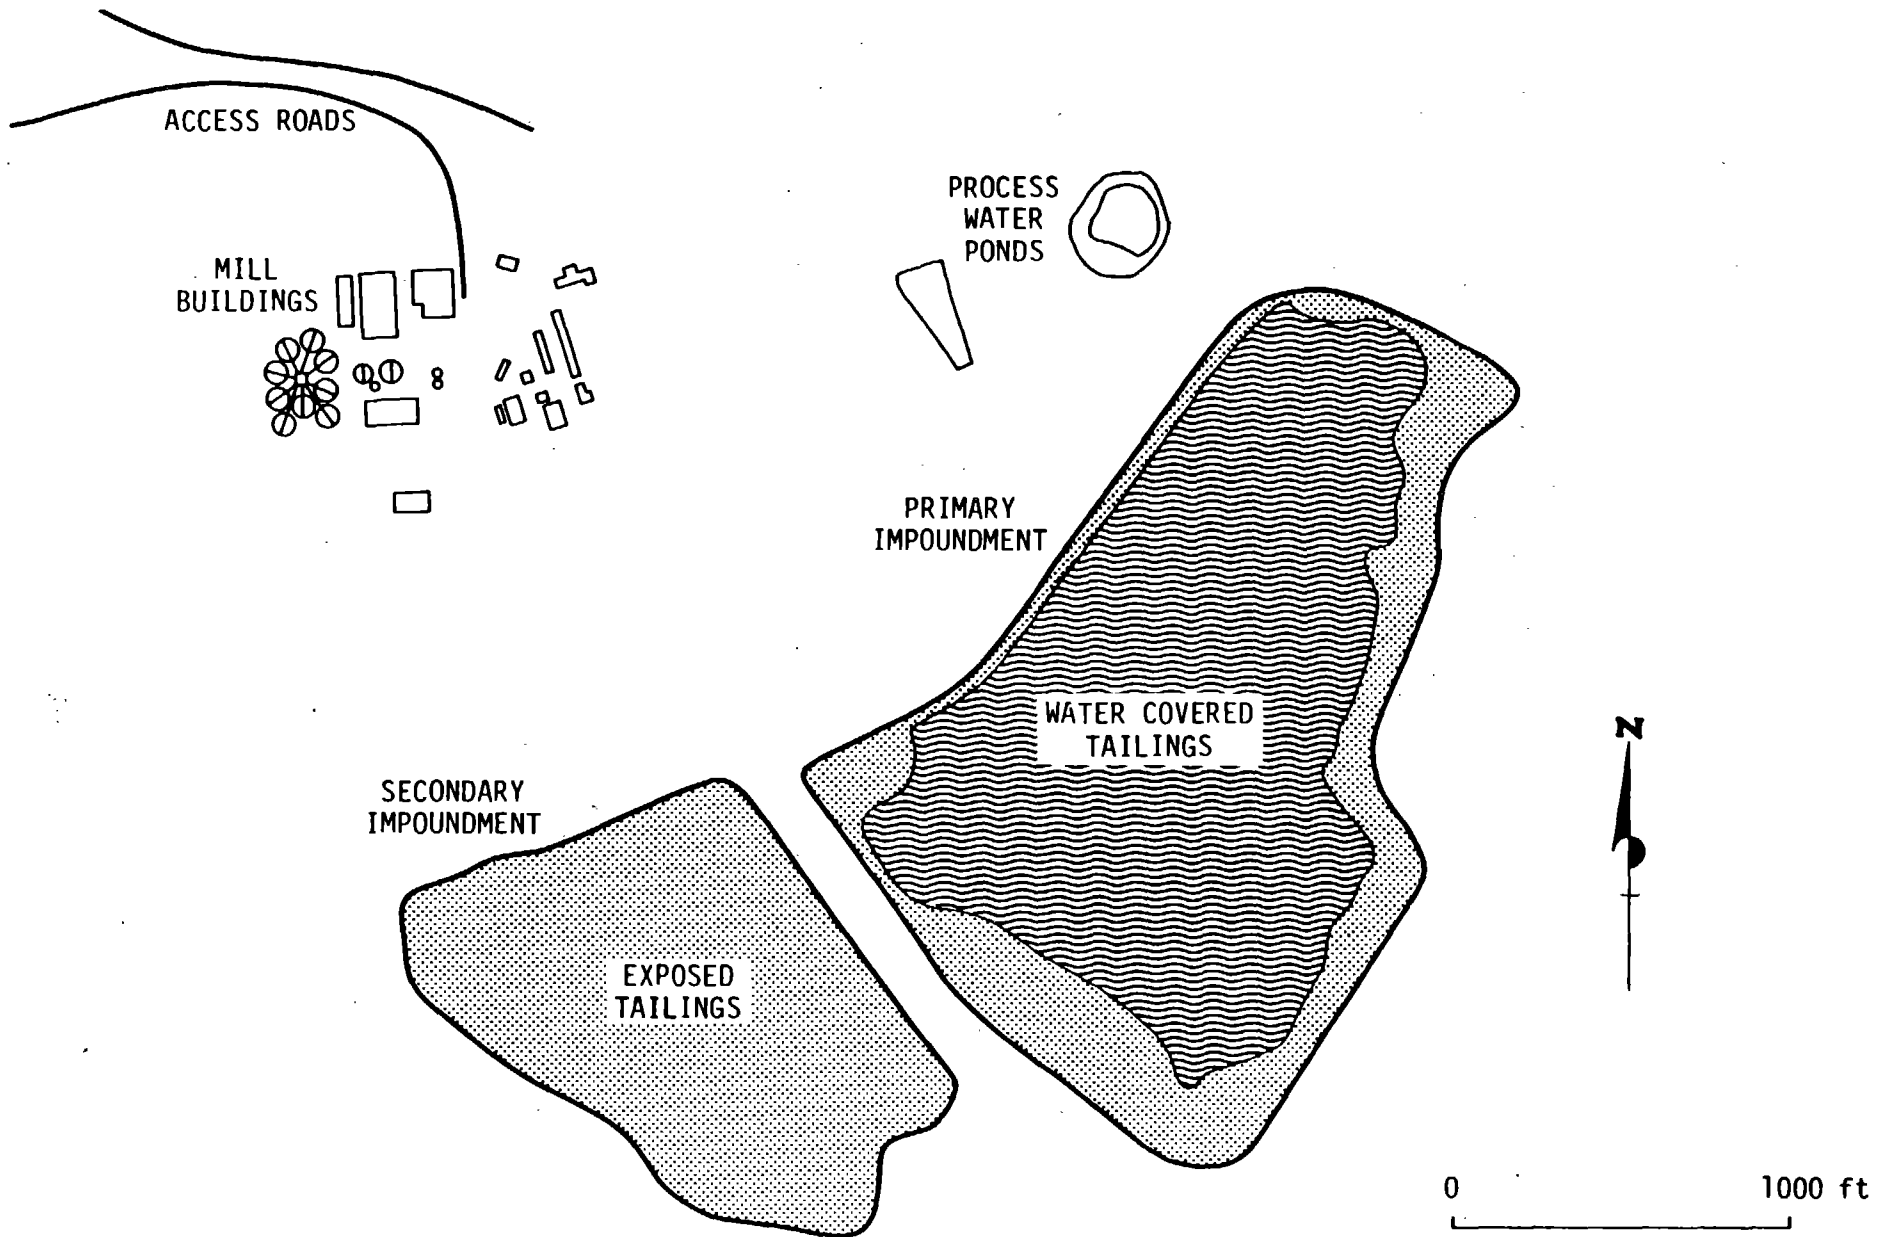 ACCESS ROADS
PROCESS
WATER
PONDS
MILL
BUILDINGS
PRIMARY
IMPOUNDMENT
WATER COVERED
TAILINGS
N
SECONDARY
IMPOUNDMENT
EXPOSED
TAILINGS
0 1000 ft